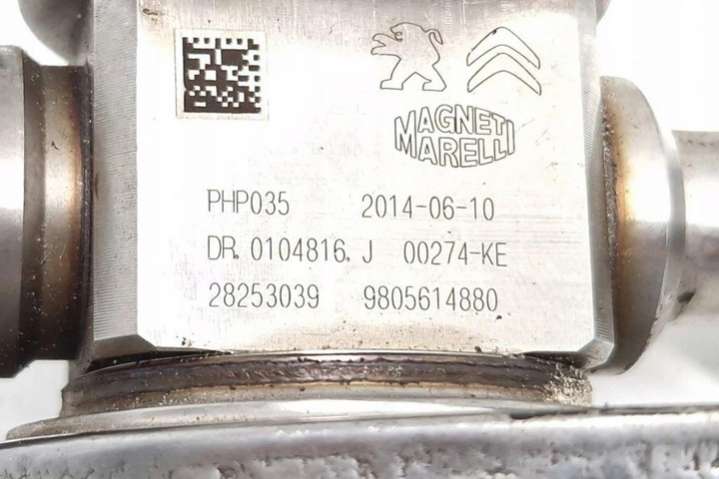 MAGNETI
MARELLI
PHP035 2014-06-10
DR. 0104816. J 00274-KE
28253039 9805614880